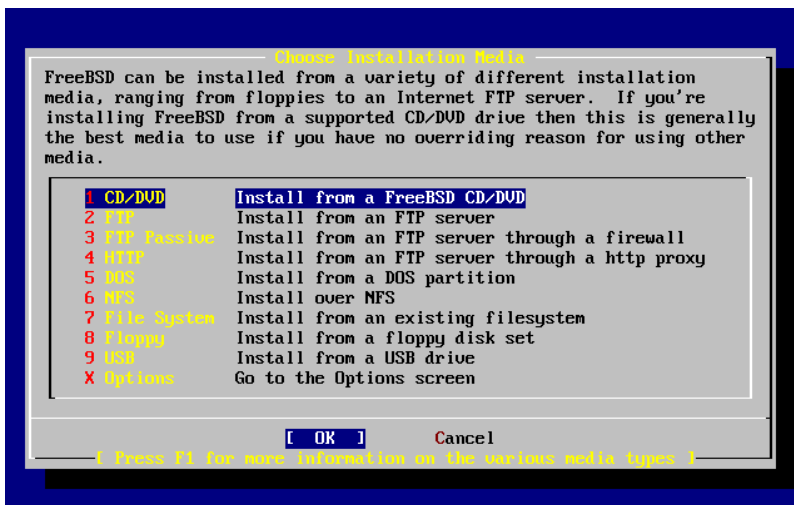 Choose Installation Media
FreeBSD can be installed from a variety of different installation
media, ranging from floppies to an Internet FTP server.  If you're
installing FreeBSD from a supported CD/DVD drive then this is generally
the best media to use if you have no overriding reason for using other
media.
1 CD/DVD Install from a FreeBSD CD/DVD
2 FTP Install from an FTP server
3 FTP Passive Install from an FTP server through a firewall
4 HTTP Install from an FTP server through a http proxy
5 DOS Install from a DOS partition
6 NFS Install over NFS
7 File System Install from an existing filesystem
8 Floppy Install from a floppy disk set
9 USB Install from a USB drive
X Options Go to the Options screen
[ OK ] Cancel
[ Press F1 for more information on the various media types ]